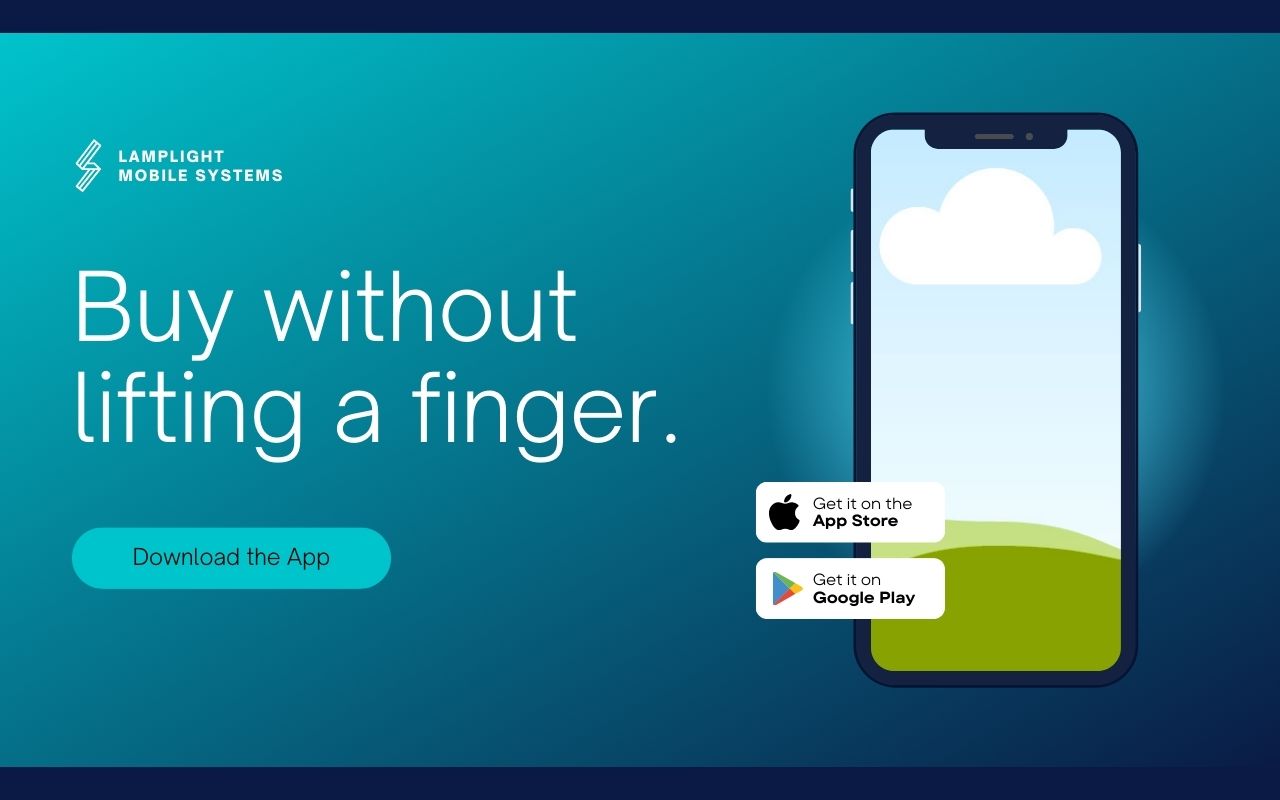 LAMPLIGHT
MOBILE SYSTEMS
Buy without
lifting a finger.
Download the App
Get it on the
App Store
Get it on
Google Play